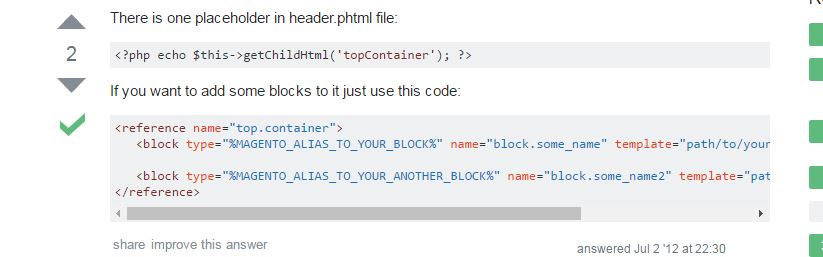 There is one placeholder in header.phtml file:
2
<?php echo $this->getChildHtml('topContainer'); ?>
If you want to add some blocks to it just use this code:
<reference name="top.container">
<block type="%MAGENTO_ALIAS_TO_YOUR_BLOCK%" name="block.some_name" template="path/to/your
<block type="%MAGENTO_ALIAS_TO_YOUR_ANOTHER_BLOCK%" name="block.some_name2" template="pat
</reference>
share improve this answer
answered Jul 2 '12 at 22:30